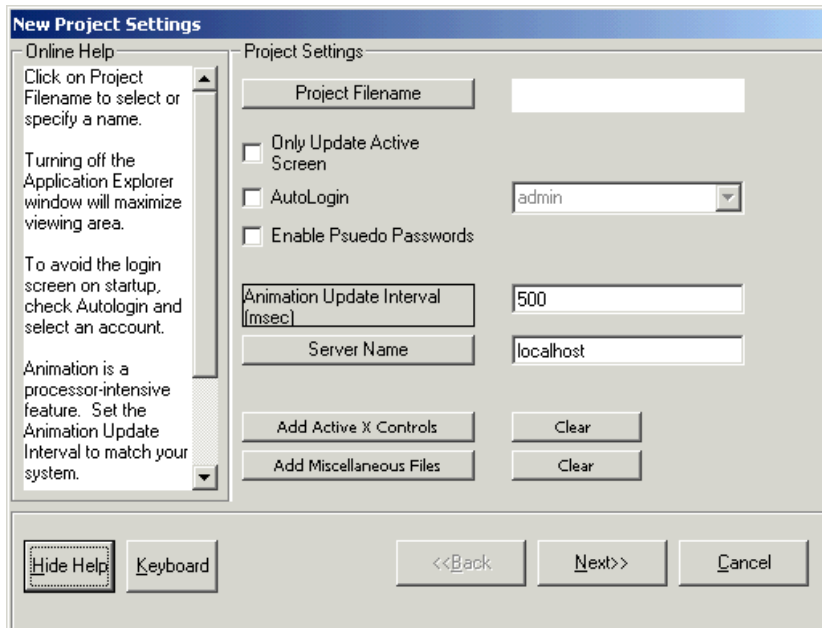 New Project Settings
Online Help
Click on Project
Filename to select or
specify a name.
Turning off the
Application Explorer
window will maximize
viewing area.
To avoid the login
screen on startup,
check Autologin and
select an account.
Animation is a
processor-intensive
feature. Set the
Animation Update
Interval to match your
system.
Project Settings
Project Filename
Only Update Active
Screen
AutoLogin
admin
Enable Psuedo Passwords
Animation Update Interval
(msec)
500
Server Name
localhost
Add Active X Controls
Clear
Add Miscellaneous Files
Clear
Hide Help
Keyboard
<<Back
Next>>
Cancel